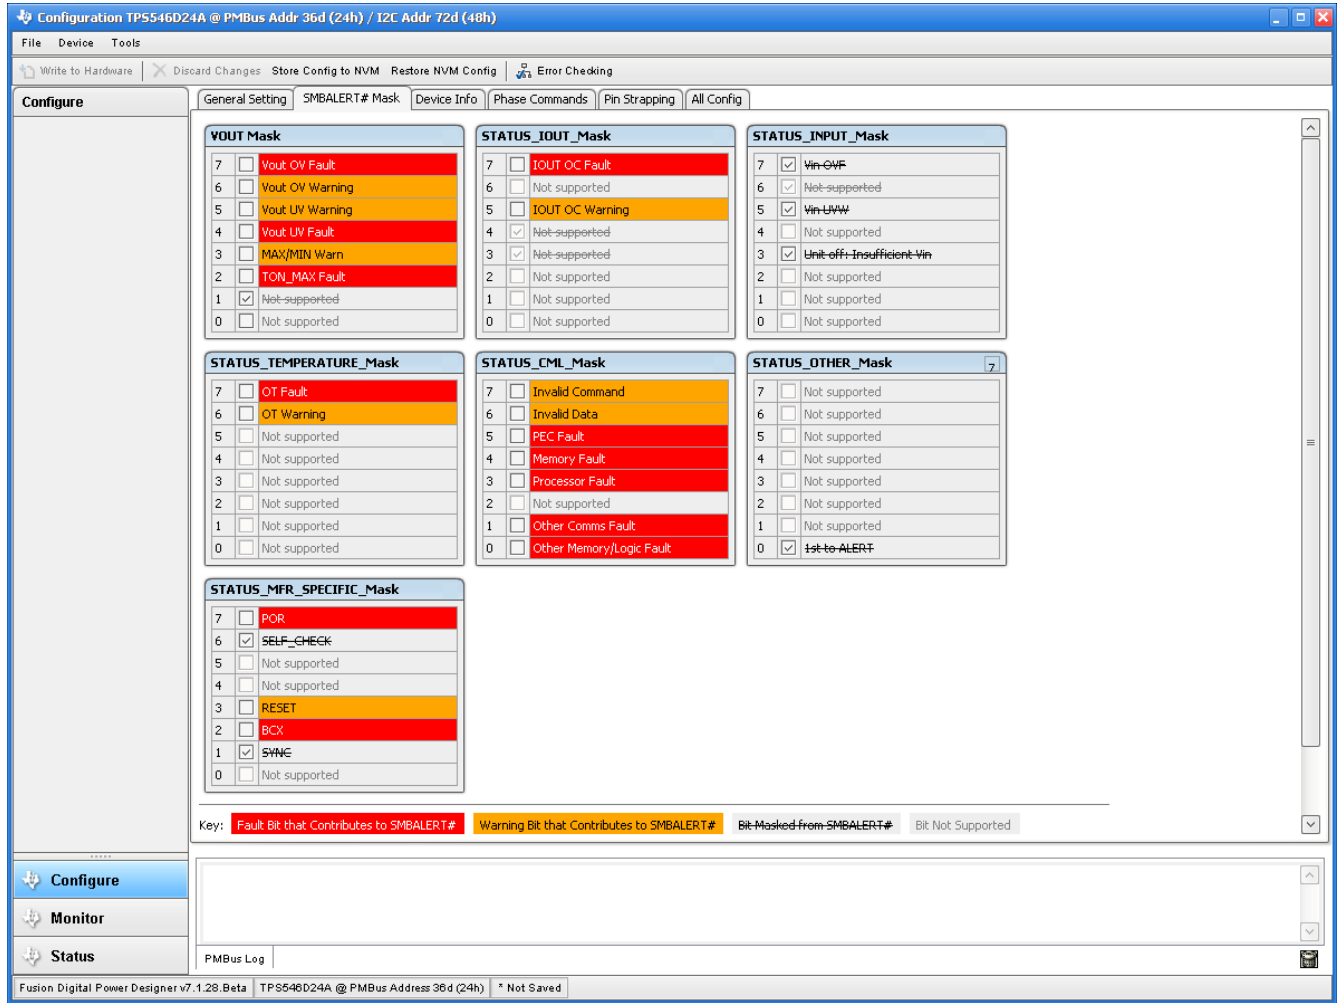 Configuration TPS546D24A @ PMBus Addr 36d (24h) / I2C Addr 72d (48h)
File Device Tools
Write to Hardware Discard Changes Store Config to NVM Restore NVM Config Error Checking
Configure
General Setting SMBALERT# Mask Device Info Phase Commands Pin Strapping All Config
VOUT Mask
7 Vout OV Fault
6 Vout OV Warning
5 Vout UV Warning
4 Vout UV Fault
3 MAX/MIN Warn
2 TON_MAX Fault
1 Not supported
0 Not supported
STATUS_IOUT_Mask
7 IOUT OC Fault
6 Not supported
5 IOUT OC Warning
4 Not supported
3 Not supported
2 Not supported
1 Not supported
0 Not supported
STATUS_INPUT_Mask
7 Vin OVF
6 Not supported
5 Vin UVW
4 Not supported
3 Unit off: Insufficient Vin
2 Not supported
1 Not supported
0 Not supported
STATUS_TEMPERATURE_Mask
7 OT Fault
6 OT Warning
5 Not supported
4 Not supported
3 Not supported
2 Not supported
1 Not supported
0 Not supported
STATUS_CML_Mask
7 Invalid Command
6 Invalid Data
5 PEC Fault
4 Memory Fault
3 Processor Fault
2 Not supported
1 Other Comms Fault
0 Other Memory/Logic Fault
STATUS_OTHER_Mask 7
7 Not supported
6 Not supported
5 Not supported
4 Not supported
3 Not supported
2 Not supported
1 Not supported
0 1st to ALERT
STATUS_MFR_SPECIFIC_Mask
7 POR
6 SELF_CHECK
5 Not supported
4 Not supported
3 RESET
2 BCX
1 SYNC
0 Not supported
Key: Fault Bit that Contributes to SMBALERT# Warning Bit that Contributes to SMBALERT# Bit Masked from SMBALERT# Bit Not Supported
Configure
Monitor
Status
PMBus Log
Fusion Digital Power Designer v7.1.28.Beta TPS546D24A @ PMBus Address 36d (24h) * Not Saved